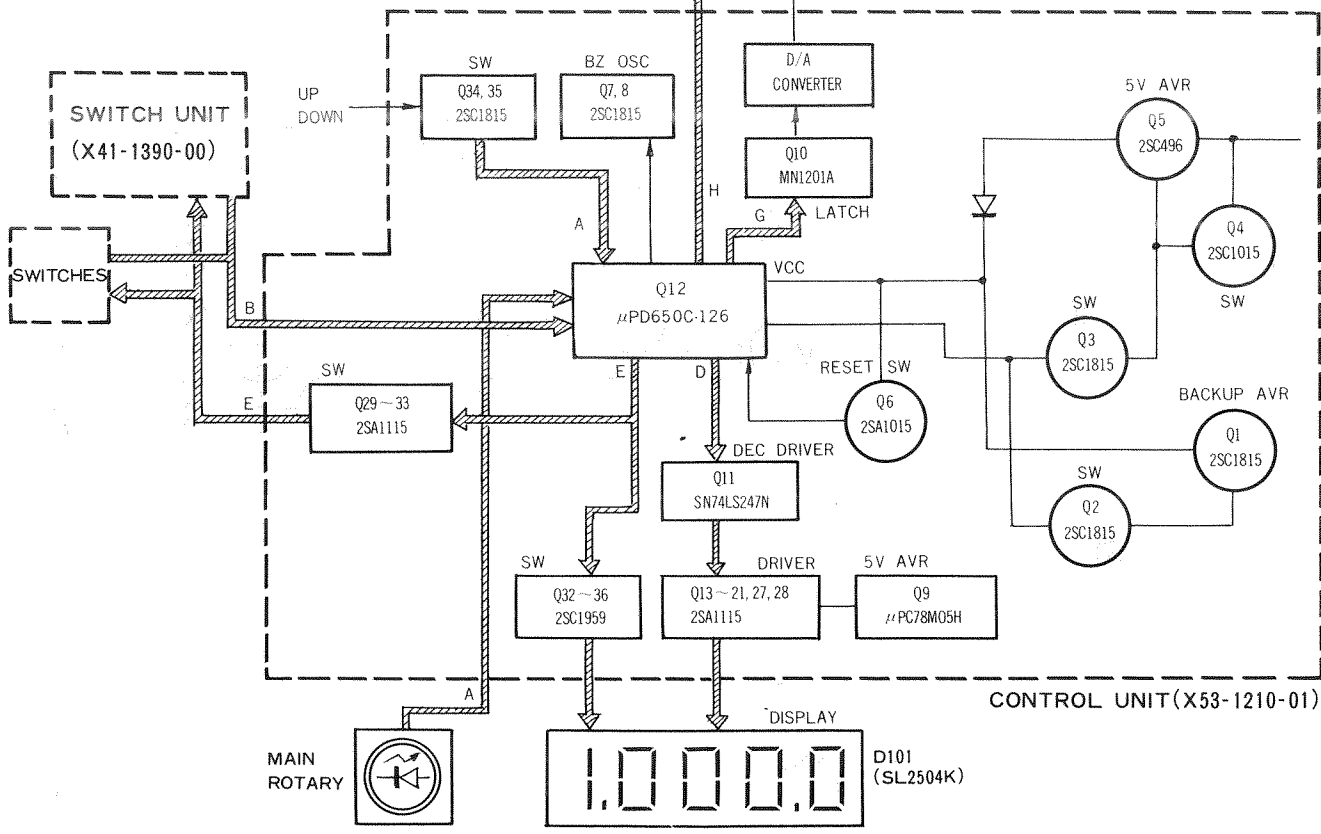 SWITCH UNIT
(X41-1390-00)
SWITCHES
UP
DOWN
SW
Q34, 35
2SC1815
BZ OSC
Q7, 8
2SC1815
D/A
CONVERTER
Q10
MN1201A
LATCH
G
H
A
B
5V AVR
Q5
2SC496
Q4
2SC1015
SW
VCC
Q12
μPD650C-126
SW
Q3
2SC1815
E
D
RESET SW
Q6
2SA1015
BACKUP AVR
Q1
2SC1815
SW
Q2
2SC1815
SW
E
Q29~33
2SA1115
DEC DRIVER
Q11
SN74LS247N
SW
Q32~36
2SC1959
DRIVER
Q13~21, 27, 28
2SA1115
5V AVR
Q9
μPC78M05H
A
CONTROL UNIT (X53-1210-01)
MAIN
ROTARY
DISPLAY
1.000.0
D101
(SL2504K)